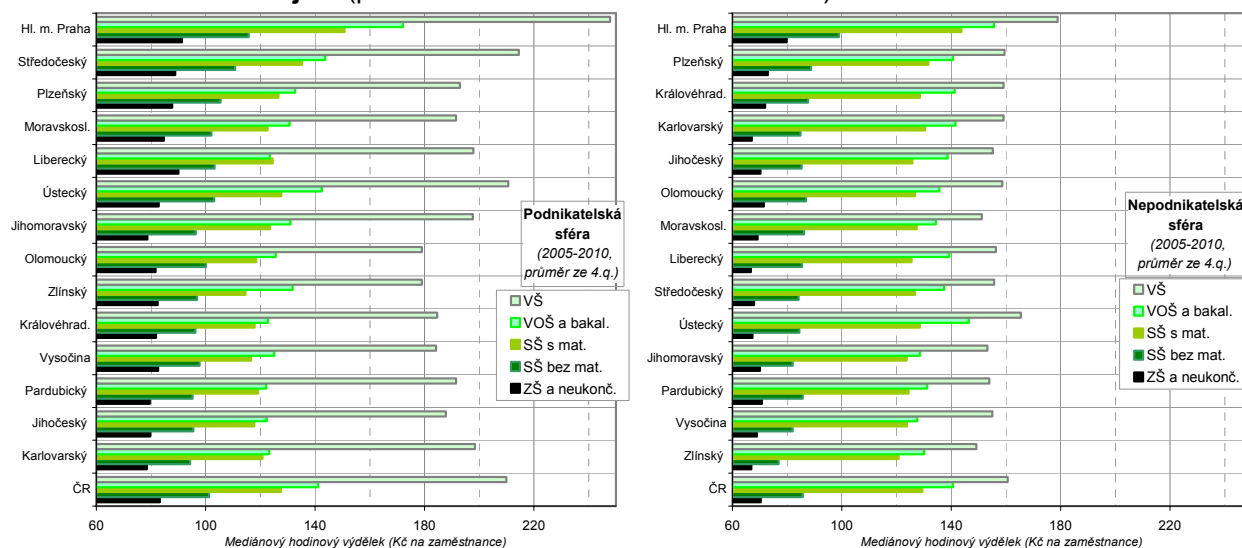 Hl. m. Praha
Středočeský
Plzeňský
Moravskosl.
Liberecký
Ústecký
Jihomoravský
Olomoucký
Zlínský
Královéhrad.
Vysočina
Pardubický
Jihočeský
Karlovarský
ČR
60 100 140 180 220
Mediánový hodinový výdělek (Kč na zaměstnance)
Podnikatelská
sféra
(2005-2010,
průměr ze 4.q.)
VŠ
VOŠ a bakal.
SŠ s mat.
SŠ bez mat.
ZŠ a neukonč.
Hl. m. Praha
Plzeňský
Královéhrad.
Karlovarský
Jihočeský
Olomoucký
Moravskosl.
Liberecký
Středočeský
Ústecký
Jihomoravský
Pardubický
Vysočina
Zlínský
ČR
60 100 140 180 220
Mediánový hodinový výdělek (Kč na zaměstnance)
Nepodnikatelská
sféra
(2005-2010,
průměr ze 4.q.)
VŠ
VOŠ a bakal.
SŠ s mat.
SŠ bez mat.
ZŠ a neukonč.